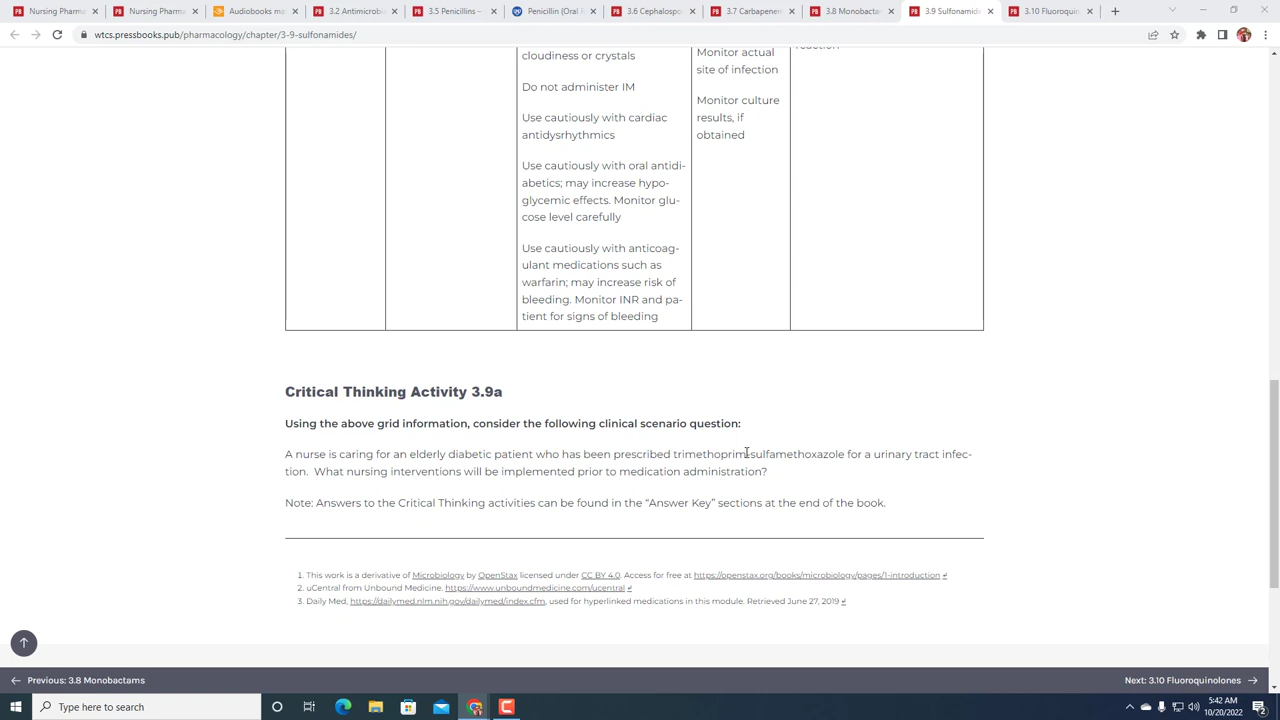 Nursing Pharma
Nursing Pharma
Audiobooks ma
3.2 Antimicrobi
3.5 Penicillins –
Penicillin (Oral R
3.6 Cephalospo
3.7 Carbapenem
3.8 Monobactam
3.9 Sulfonamide
3.10 Fluoroquin
wtcs.pressbooks.pub/pharmacology/chapter/3-9-sulfonamides/
cloudiness or crystals
Do not administer IM
Use cautiously with cardiac
antidysrhythmics
Use cautiously with oral antidi-
abetics; may increase hypo-
glycemic effects. Monitor glu-
cose level carefully
Use cautiously with anticoag-
ulant medications such as
warfarin; may increase risk of
bleeding. Monitor INR and pa-
tient for signs of bleeding
Monitor actual
site of infection
Monitor culture
results, if
obtained
reaction
Critical Thinking Activity 3.9a
Using the above grid information, consider the following clinical scenario question:
A nurse is caring for an elderly diabetic patient who has been prescribed trimethoprim-sulfamethoxazole for a urinary tract infec-
tion. What nursing interventions will be implemented prior to medication administration?
Note: Answers to the Critical Thinking activities can be found in the “Answer Key” sections at the end of the book.
1. This work is a derivative of Microbiology by OpenStax licensed under CC BY 4.0. Access for free at https://openstax.org/books/microbiology/pages/1-introduction ↵
2. uCentral from Unbound Medicine. https://www.unboundmedicine.com/ucentral ↵
3. Daily Med, https://dailymed.nlm.nih.gov/dailymed/index.cfm, used for hyperlinked medications in this module. Retrieved June 27, 2019 ↵
← Previous: 3.8 Monobactams
Next: 3.10 Fluoroquinolones →
Type here to search
5:42 AM
10/20/2022
2